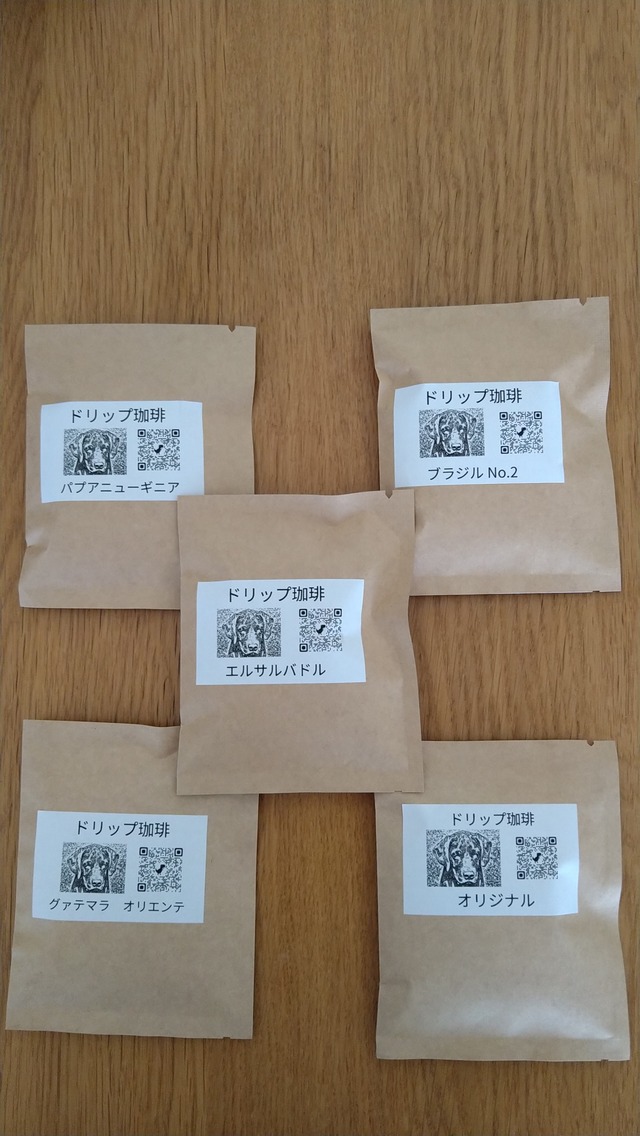 ドリップ珈琲
パプアニューギニア
ドリップ珈琲
ブラジル No.2
ドリップ珈琲
エルサルバドル
ドリップ珈琲
グァテマラ　オリエンテ
ドリップ珈琲
オリジナル